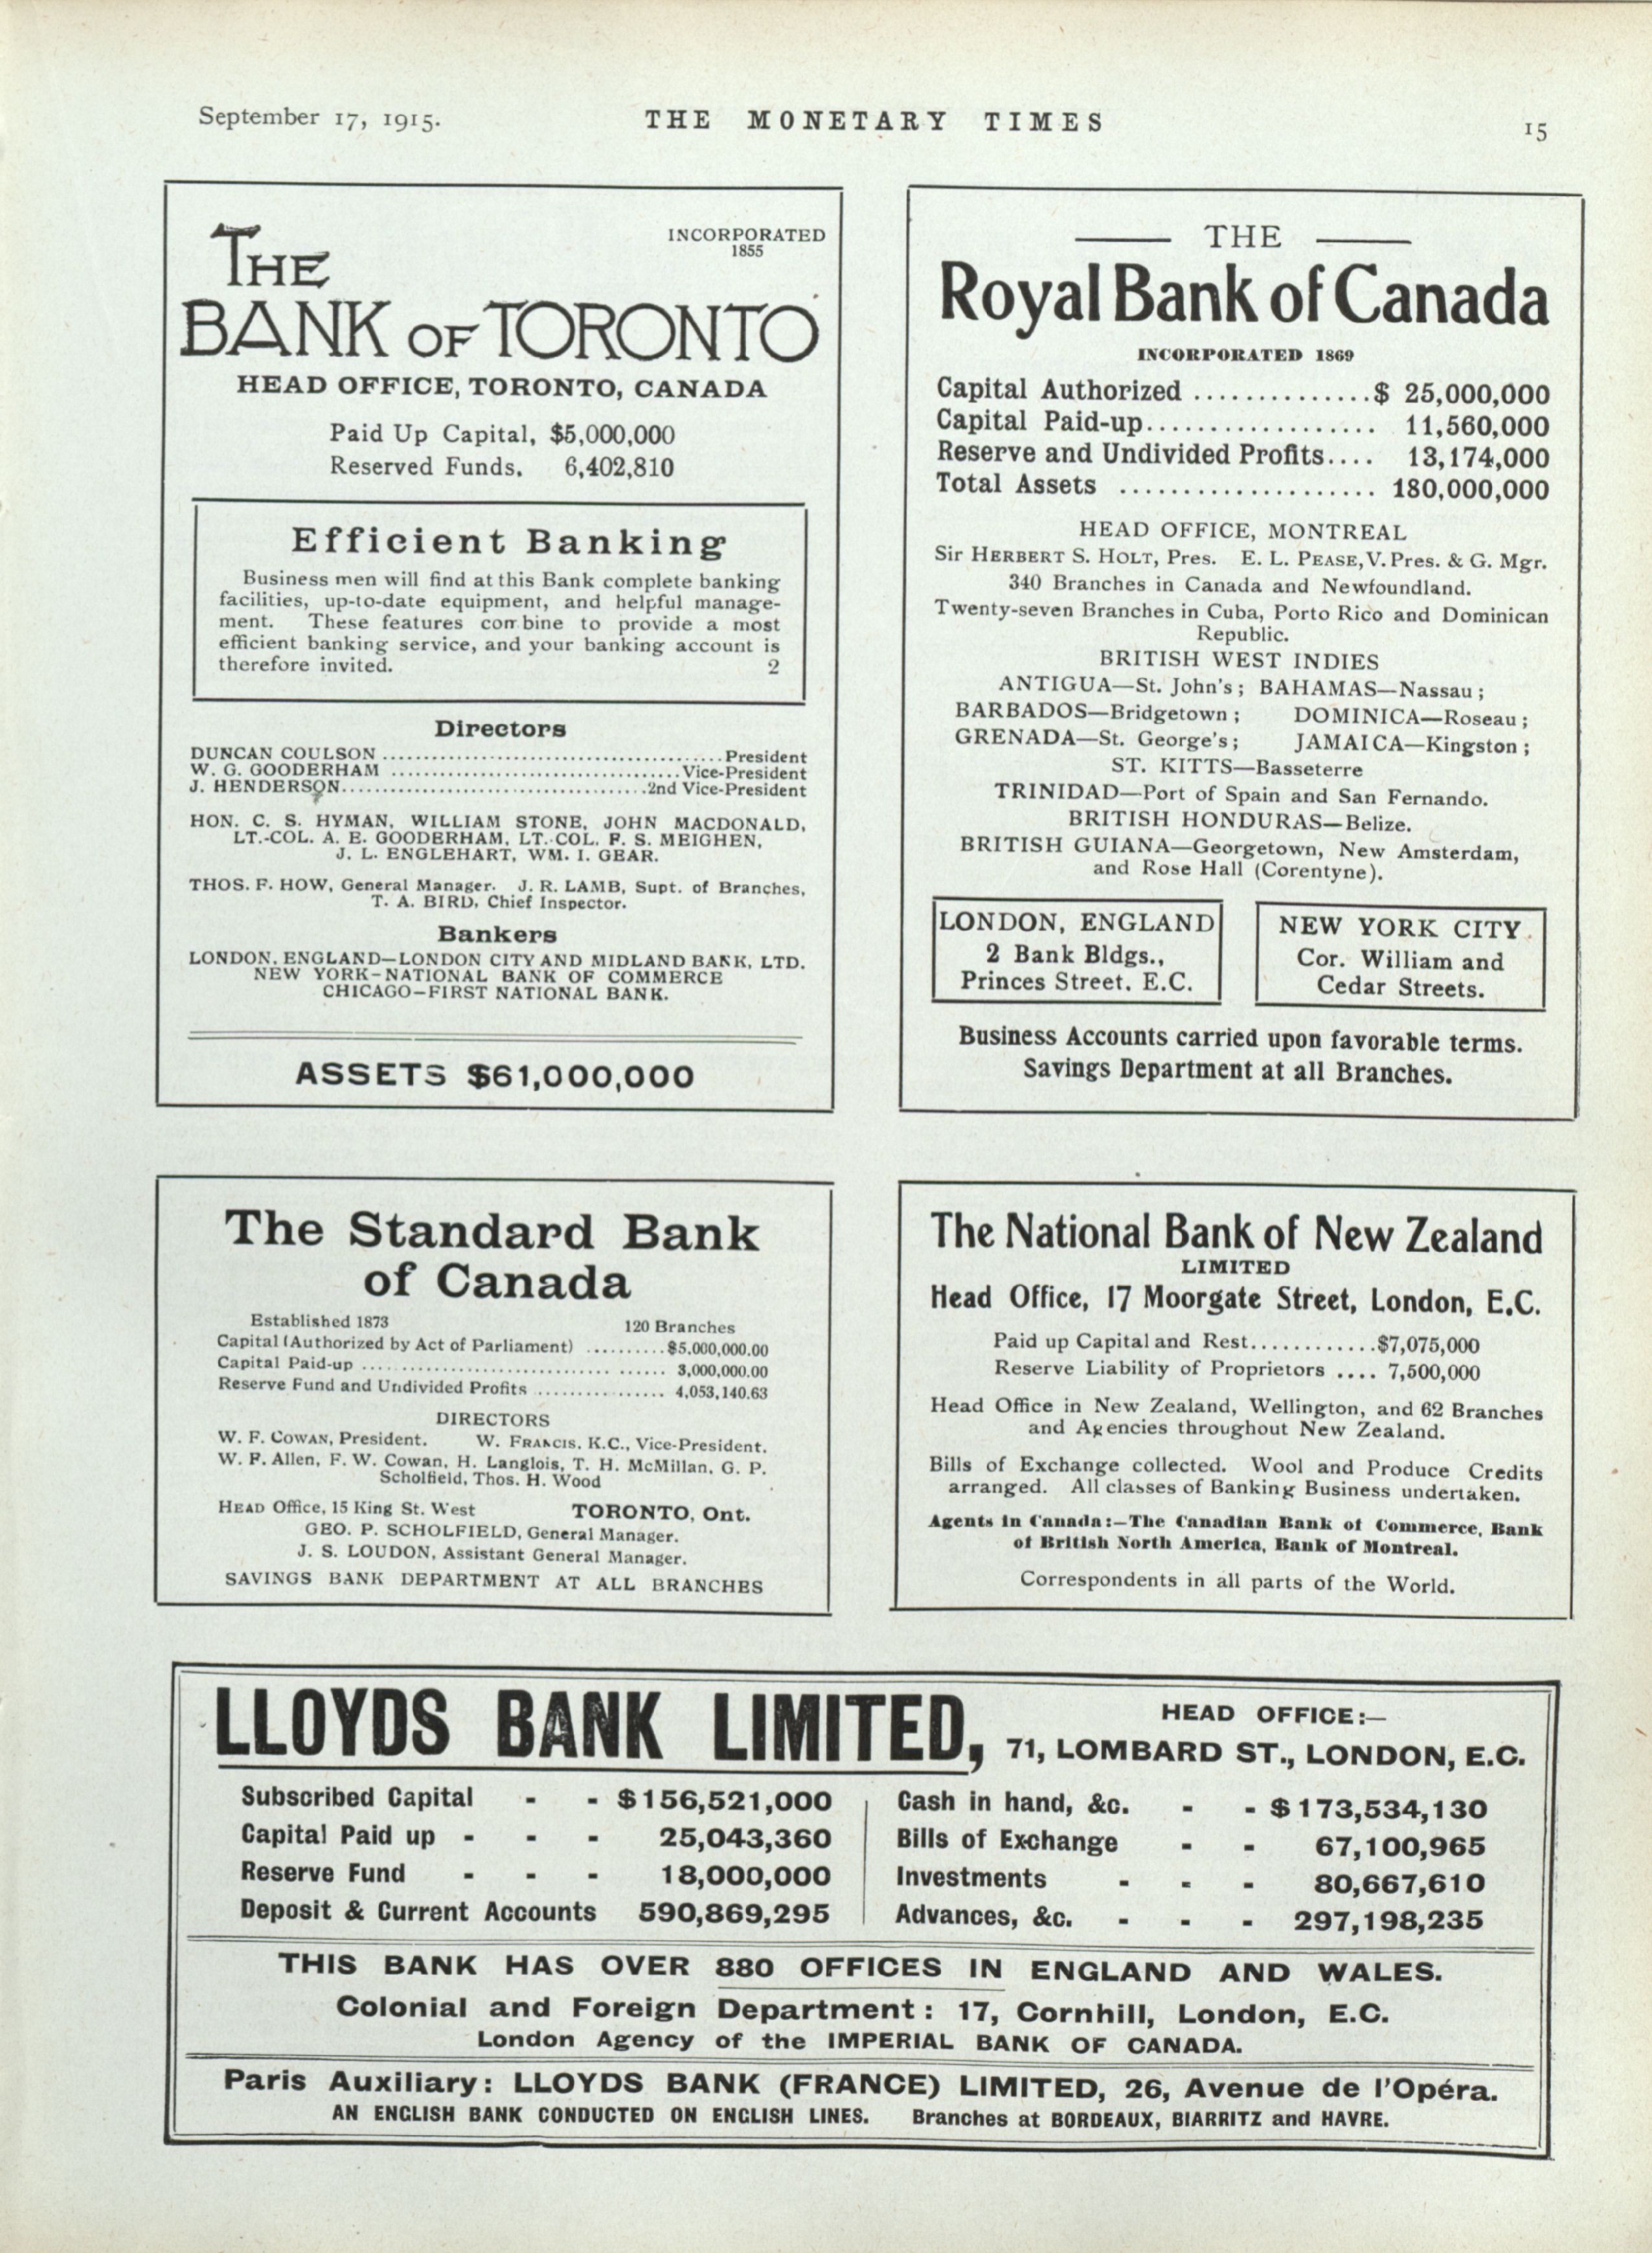 September 17, 1915.
THE MONETARY TIMES
15
THE
INCORPORATED
1855
BANK OF TORONTO
HEAD OFFICE, TORONTO, CANADA
Paid Up Capital, $5,000,000
Reserved Funds. 6,402,810
Efficient Banking
Business men will find at this Bank complete banking
facilities, up-to-date equipment, and helpful manage-
ment. These features combine to provide a most
efficient banking service, and your banking account is
therefore invited. 2
Directors
DUNCAN COULSON ........................................President
W. G. GOODERHAM ..................................Vice-President
J. HENDERSON....................................2nd Vice-President
HON. C. S. HYMAN, WILLIAM STONE, JOHN MACDONALD,
LT.-COL. A. E. GOODERHAM, LT.-COL. F. S. MEIGHEN,
J. L. ENGLEHART, WM. I. GEAR.
THOS. F. HOW, General Manager. J. R. LAMB, Supt. of Branches,
T. A. BIRD, Chief Inspector.
Bankers
LONDON, ENGLAND—LONDON CITY AND MIDLAND BANK, LTD.
NEW YORK—NATIONAL BANK OF COMMERCE
CHICAGO—FIRST NATIONAL BANK.
ASSETS $61,000,000
THE
Royal Bank of Canada
INCORPORATED 1869
Capital Authorized ..............$ 25,000,000
Capital Paid-up.................. 11,560,000
Reserve and Undivided Profits.... 13,174,000
Total Assets .................... 180,000,000
HEAD OFFICE, MONTREAL
Sir HERBERT S. HOLT, Pres. E. L. PEASE, V. Pres. & G. Mgr.
340 Branches in Canada and Newfoundland.
Twenty-seven Branches in Cuba, Porto Rico and Dominican
Republic.
BRITISH WEST INDIES
ANTIGUA—St. John's; BAHAMAS—Nassau;
BARBADOS—Bridgetown; DOMINICA—Roseau;
GRENADA—St. George's; JAMAICA—Kingston;
ST. KITTS—Basseterre
TRINIDAD—Port of Spain and San Fernando.
BRITISH HONDURAS—Belize.
BRITISH GUIANA—Georgetown, New Amsterdam,
and Rose Hall (Corentyne).
LONDON, ENGLAND
2 Bank Bldgs.,
Princes Street. E.C.
NEW YORK CITY
Cor. William and
Cedar Streets.
Business Accounts carried upon favorable terms.
Savings Department at all Branches.
The Standard Bank
of Canada
Established 1873 120 Branches
Capital (Authorized by Act of Parliament) ..........$5,000,000.00
Capital Paid-up ...................................... 3,000,000.00
Reserve Fund and Undivided Profits ................ 4,053,140.63
DIRECTORS
W. F. COWAN, President. W. FRANCIS. K.C., Vice-President.
W. F. Allen, F. W. Cowan, H. Langlois, T. H. McMillan, G. P.
Scholfield, Thos. H. Wood
HEAD Office, 15 King St. West TORONTO, Ont.
GEO. P. SCHOLFIELD, General Manager.
J. S. LOUDON, Assistant General Manager.
SAVINGS BANK DEPARTMENT AT ALL BRANCHES
The National Bank of New Zealand
LIMITED
Head Office, 17 Moorgate Street, London, E.C.
Paid up Capital and Rest............$7,075,000
Reserve Liability of Proprietors .... 7,500,000
Head Office in New Zealand, Wellington, and 62 Branches
and Agencies throughout New Zealand.
Bills of Exchange collected. Wool and Produce Credits
arranged. All classes of Banking Business undertaken.
Agents in Canada:—The Canadian Bank of Commerce, Bank
of British North America, Bank of Montreal.
Correspondents in all parts of the World.
LLOYDS BANK LIMITED,
HEAD OFFICE:—
71, LOMBARD ST., LONDON, E.C.
Subscribed Capital - - $156,521,000
Capital Paid up - - - 25,043,360
Reserve Fund - - - 18,000,000
Deposit & Current Accounts 590,869,295
Cash in hand, &c. - - $173,534,130
Bills of Exchange - - 67,100,965
Investments - - - 80,667,610
Advances, &c. - - - 297,198,235
THIS BANK HAS OVER 880 OFFICES IN ENGLAND AND WALES.
Colonial and Foreign Department: 17, Cornhill, London, E.C.
London Agency of the IMPERIAL BANK OF CANADA.
Paris Auxiliary: LLOYDS BANK (FRANCE) LIMITED, 26, Avenue de l'Opéra.
AN ENGLISH BANK CONDUCTED ON ENGLISH LINES. Branches at BORDEAUX, BIARRITZ and HAVRE.